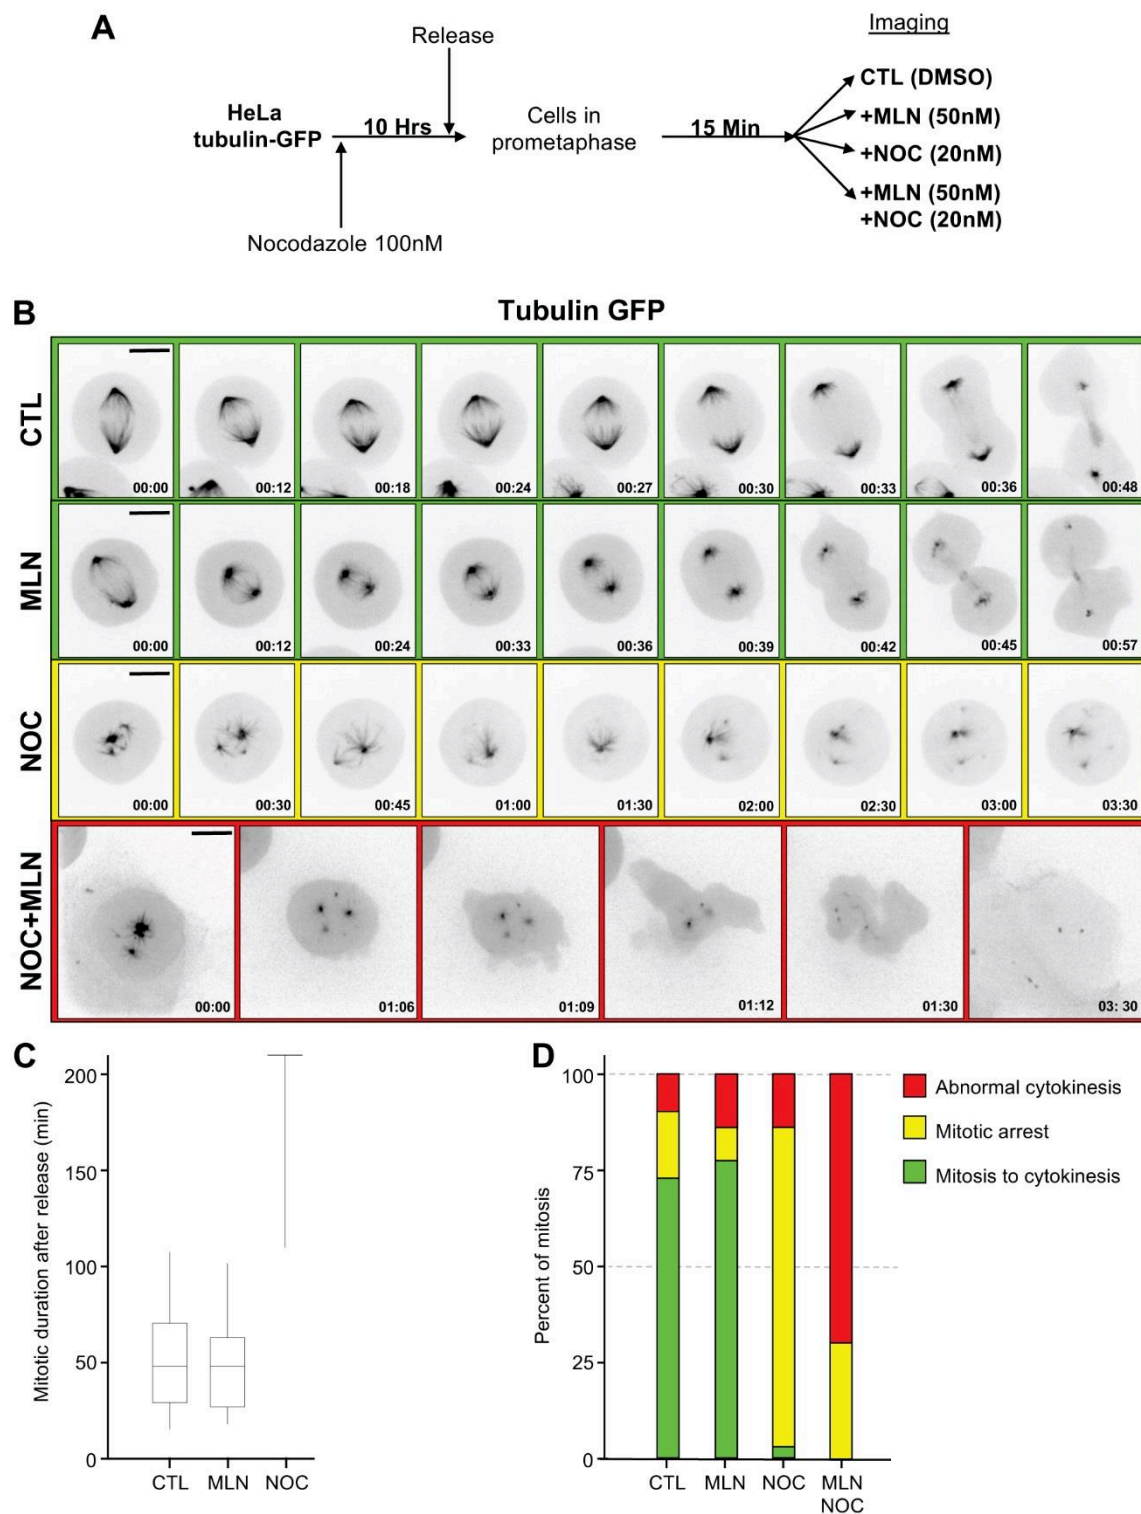 A
Imaging
Release
HeLa
tubulin-GFP
10 Hrs
Cells in
prometaphase
15 Min
CTL (DMSO)
+MLN (50nM)
+NOC (20nM)
+MLN (50nM)
+NOC (20nM)
Nocodazole 100nM
B
Tubulin GFP
CTL
00:00
00:12
00:18
00:24
00:27
00:30
00:33
00:36
00:48
MLN
00:00
00:12
00:24
00:33
00:36
00:39
00:42
00:45
00:57
NOC
00:00
00:30
00:45
01:00
01:30
02:00
02:30
03:00
03:30
NOC+MLN
00:00
01:06
01:09
01:12
01:30
03: 30
C
Mitotic duration after release (min)
200
150
100
50
0
CTL
MLN
NOC
D
Percent of mitosis
100
75
50
25
0
CTL
MLN
NOC
MLN
NOC
Abnormal cytokinesis
Mitotic arrest
Mitosis to cytokinesis